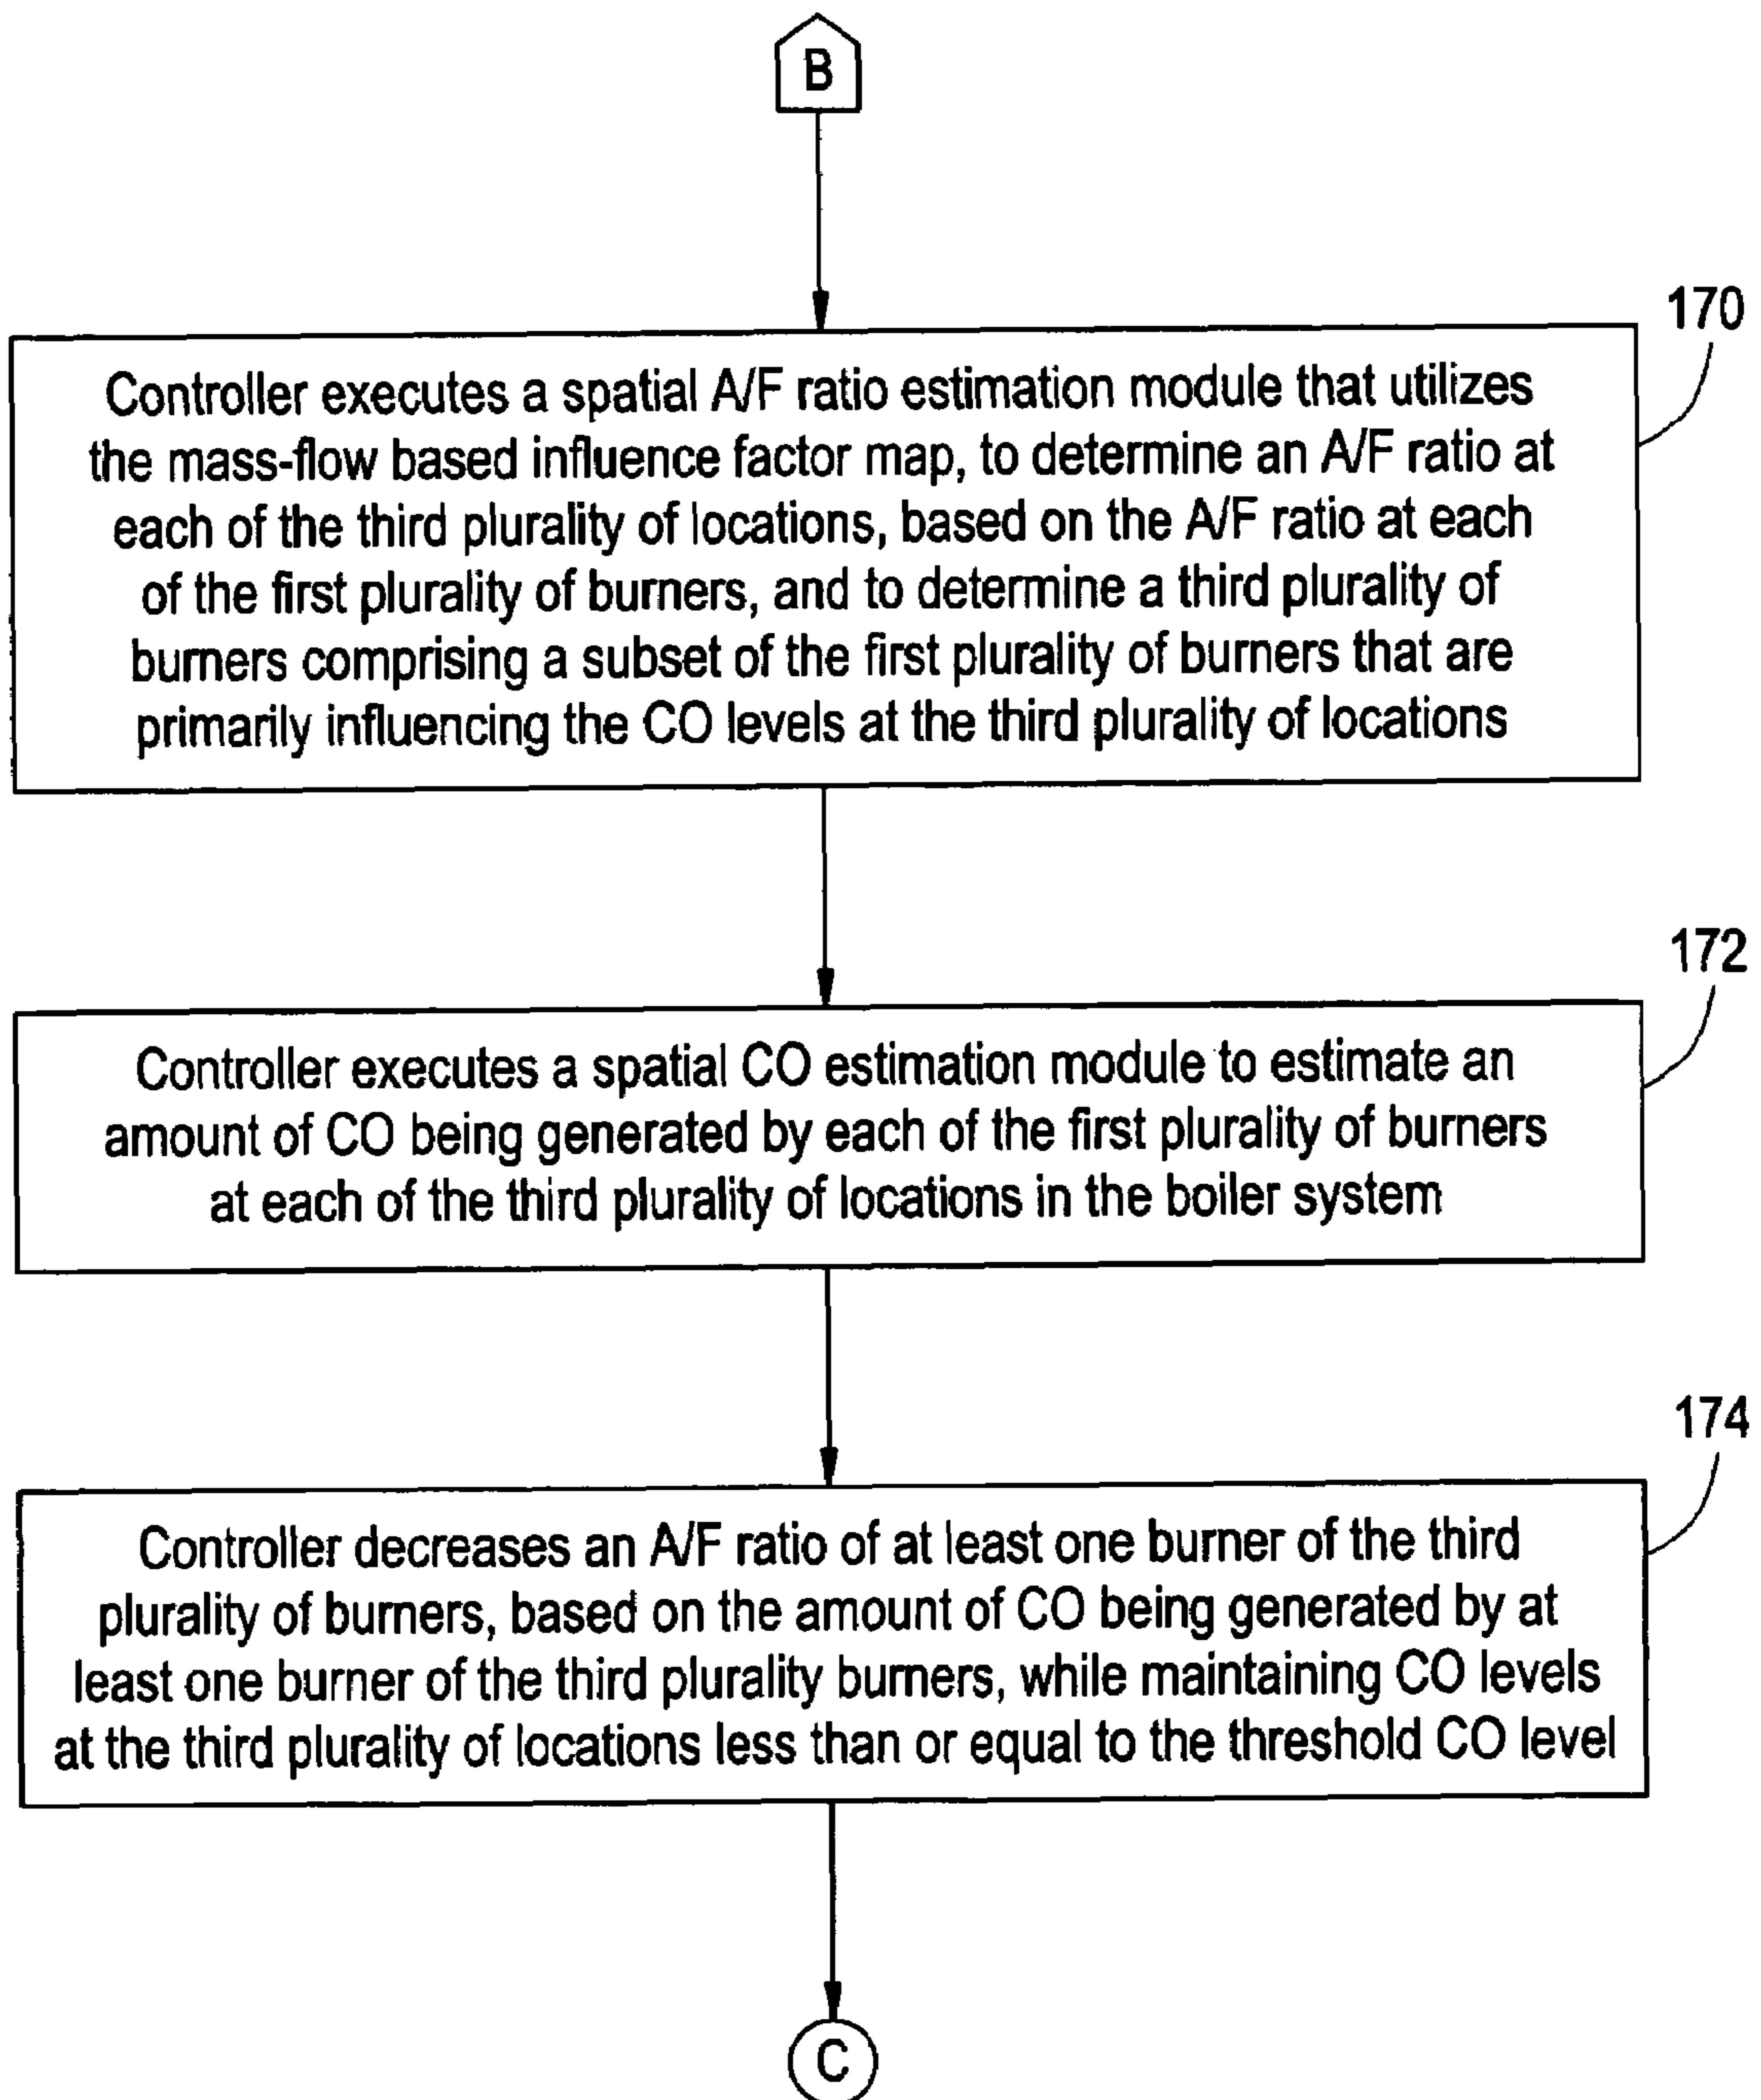 B
170
Controller executes a spatial A/F ratio estimation module that utilizes
the mass-flow based influence factor map, to determine an A/F ratio at
each of the third plurality of locations, based on the A/F ratio at each
of the first plurality of burners, and to determine a third plurality of
burners comprising a subset of the first plurality of burners that are
primarily influencing the CO levels at the third plurality of locations
172
Controller executes a spatial CO estimation module to estimate an
amount of CO being generated by each of the first plurality of burners
at each of the third plurality of locations in the boiler system
174
Controller decreases an A/F ratio of at least one burner of the third
plurality of burners, based on the amount of CO being generated by at
least one burner of the third plurality burners, while maintaining CO levels
at the third plurality of locations less than or equal to the threshold CO level
C